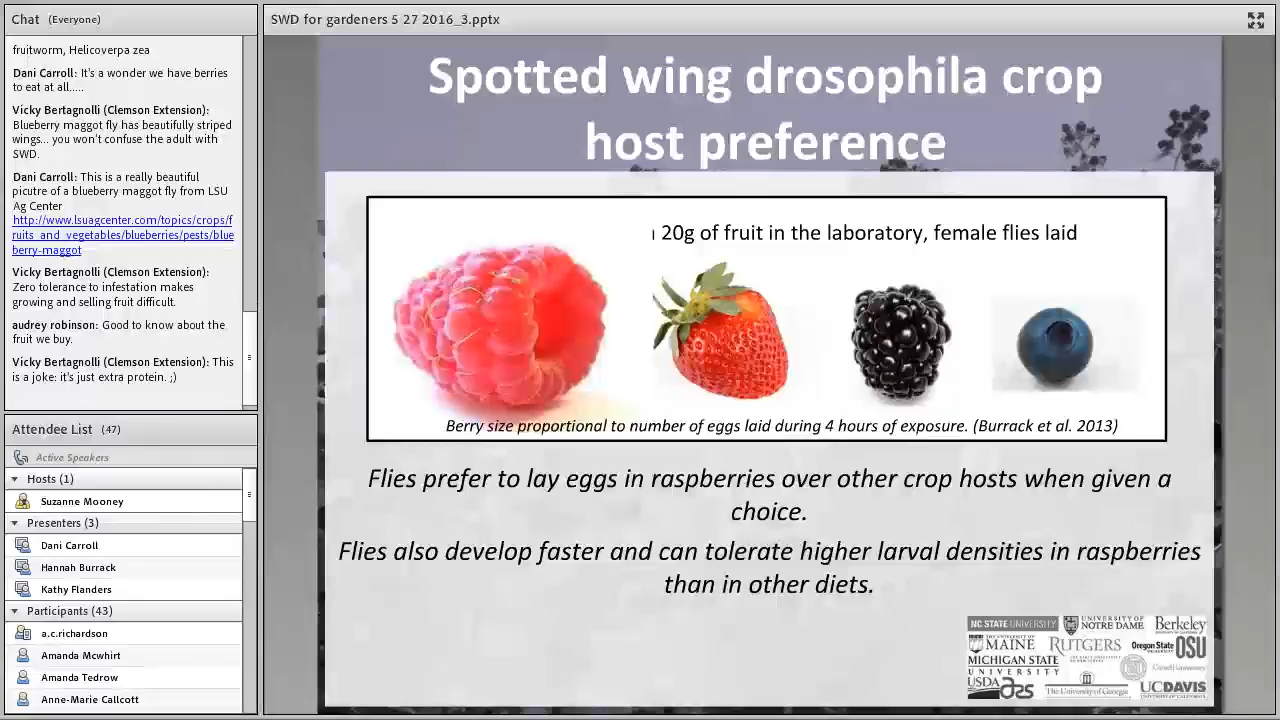 Chat (Everyone)
fruitworm, Helicoverpa zea
Dani Carroll: It's a wonder we have berries
to eat at all.....
Vicky Bertagnolli (Clemson Extension):
Blueberry maggot fly has beautifully striped
wings... you won't confuse the adult with
SWD.
Dani Carroll: This is a really beautiful
picutre of a blueberry maggot fly from LSU
Ag Center
http://www.lsuagcenter.com/topics/crops/f
ruits_and_vegetables/blueberries/pests/blue
berry-maggot
Vicky Bertagnolli (Clemson Extension):
Zero tolerance to infestation makes
growing and selling fruit difficult.
audrey robinson: Good to know about the
fruit we buy.
Vicky Bertagnolli (Clemson Extension): This
is a joke: it's just extra protein. ;)
Attendee List (47)
Active Speakers
Hosts (1)
Suzanne Mooney
Presenters (3)
Dani Carroll
Hannah Burrack
Kathy Flanders
Participants (43)
a.c.richardson
Amanda Mcwhirt
Amanda Tedrow
Anne-Marie Callcott
SWD for gardeners 5 27 2016_3.pptx
Spotted wing drosophila crop
host preference
20g of fruit in the laboratory, female flies laid
Berry size proportional to number of eggs laid during 4 hours of exposure. (Burrack et al. 2013)
Flies prefer to lay eggs in raspberries over other crop hosts when given a
choice.
Flies also develop faster and can tolerate higher larval densities in raspberries
than in other diets.
NC STATE UNIVERSITY
UNIVERSITY OF
NOTRE DAME
Berkeley
MAINE
RUTGERS
Oregon State
OSU
MICHIGAN STATE
UNIVERSITY
Cornell University
USDA
ars
The University of Georgia
UCDAVIS